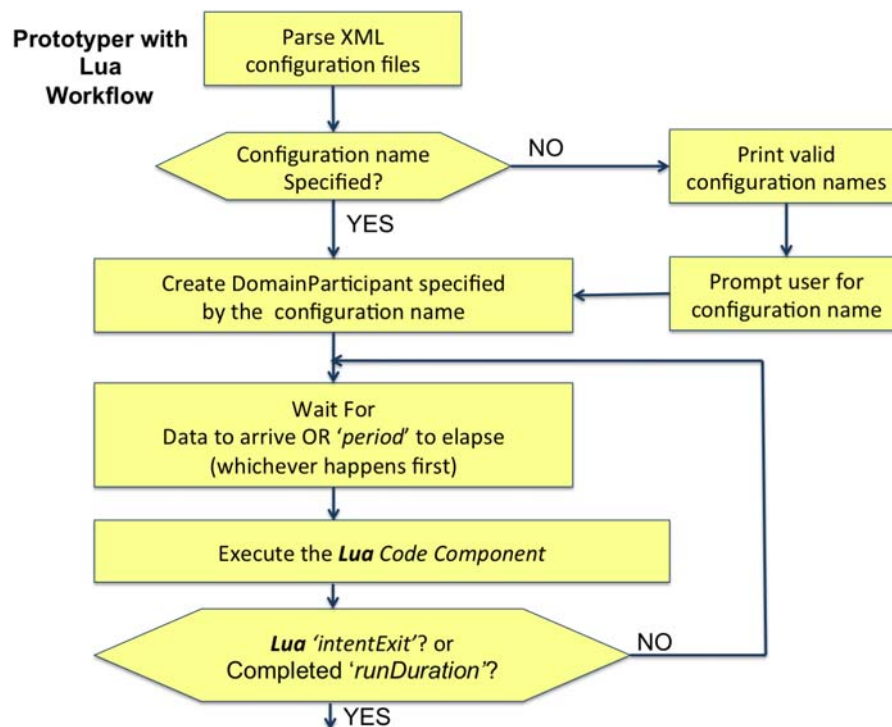 Prototyper with
Lua
Workflow
Parse XML
configuration files
Configuration name
Specified?
NO
Print valid
configuration names
YES
Create DomainParticipant specified
by the configuration name
Prompt user for
configuration name
Wait For
Data to arrive OR ‘period’ to elapse
(whichever happens first)
Execute the Lua Code Component
Lua ‘intentExit’? or
Completed ‘runDuration’?
NO
YES